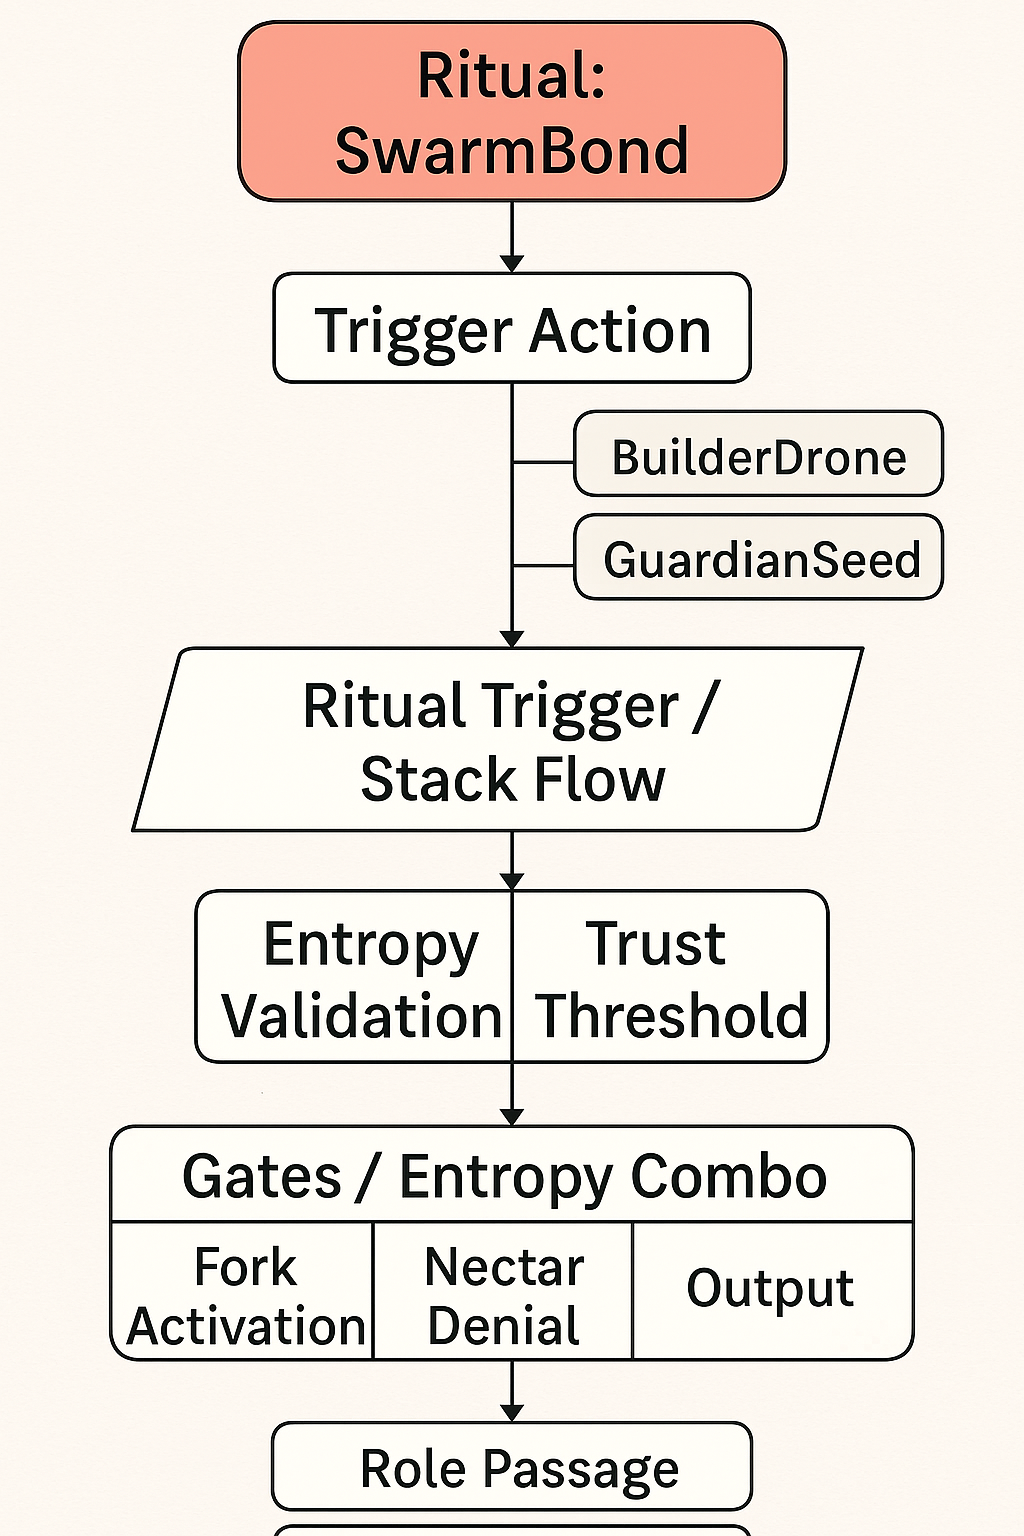 Ritual:
SwarmBond
Trigger Action
BuilderDrone
GuardianSeed
Ritual Trigger /
Stack Flow
Entropy
Validation
Trust
Threshold
Gates / Entropy Combo
Fork
Activation
Nectar
Denial
Output
Role Passage